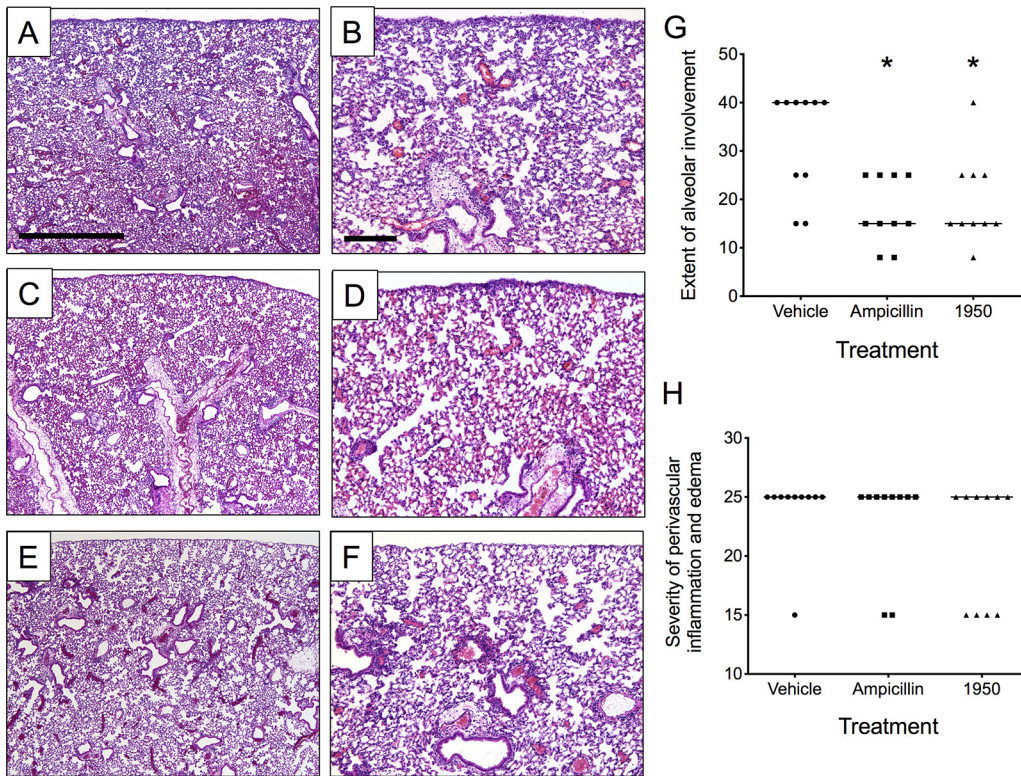 A
B
C
D
E
F
G
Extent of alveolar involvement
50
40
30
20
10
0
*
*
Vehicle
Ampicillin
1950
Treatment
H
Severity of perivascular
inflammation and edema
30
25
20
15
10
Vehicle
Ampicillin
1950
Treatment